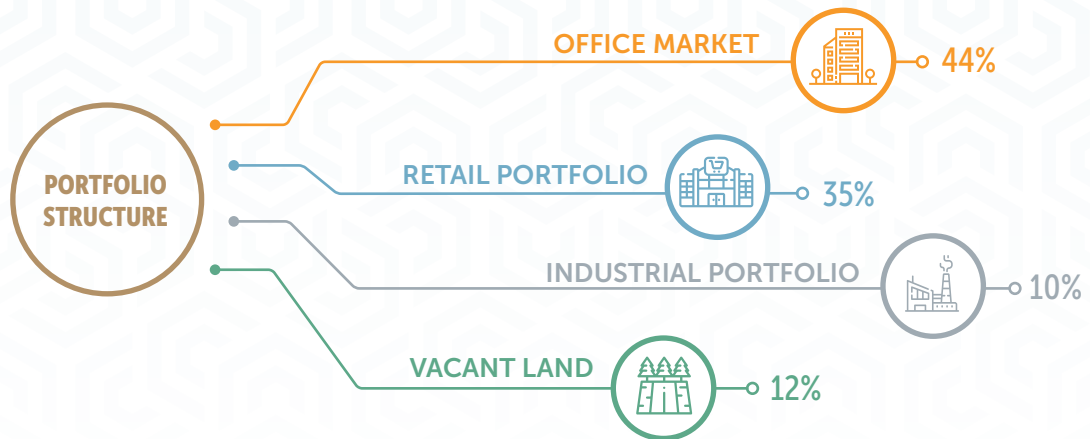 PORTFOLIO
STRUCTURE
OFFICE MARKET
44%
RETAIL PORTFOLIO
35%
INDUSTRIAL PORTFOLIO
10%
VACANT LAND
12%